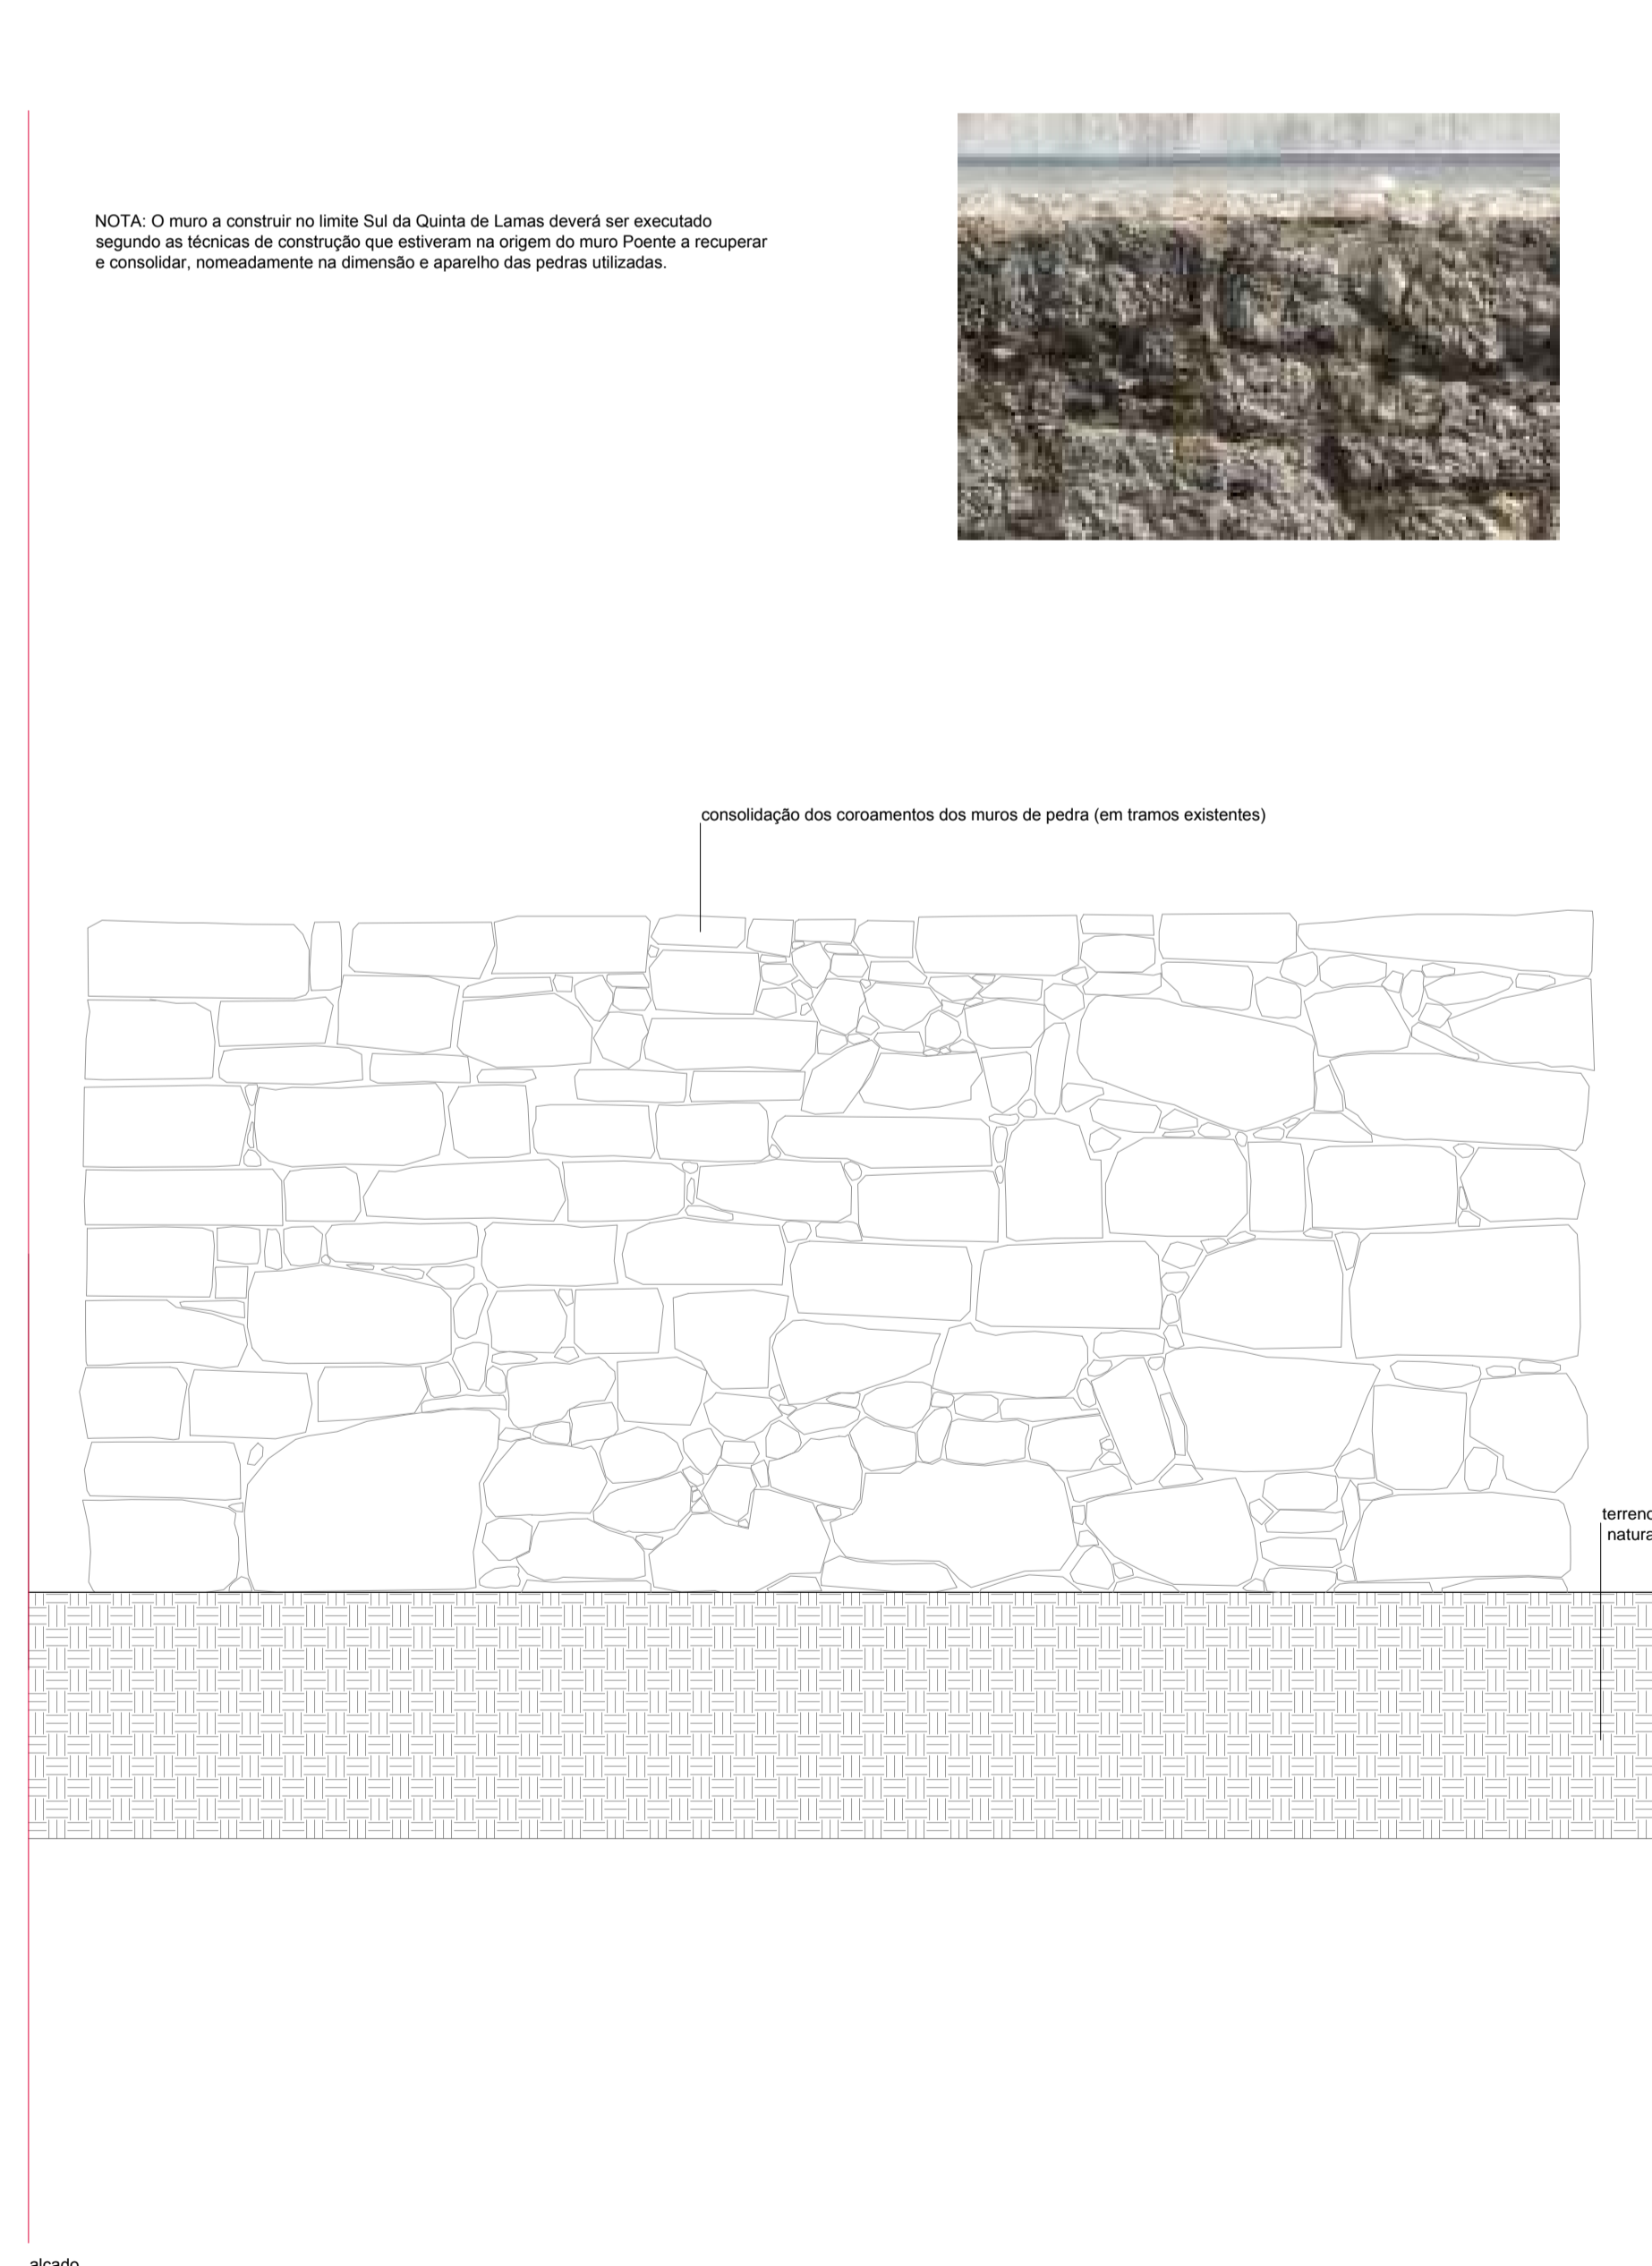 NOTA: O muro a construir no limite Sul da Quinta de Lamas deverá ser executado
segundo as técnicas de construção que estiveram na origem do muro Poente a recuperar
e consolidar, nomeadamente na dimensão e aparelho das pedras utilizadas.
consolidação dos coroamentos dos muros de pedra (em tramos existentes)